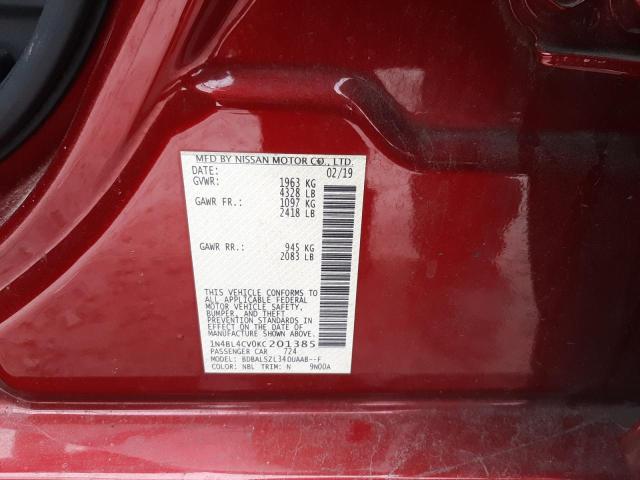 MFD BY NISSAN MOTOR CO., LTD.
DATE: 02/19
GVWR: 1963 KG
4328 LB
GAWR FR.: 1097 KG
2418 LB
GAWR RR.: 945 KG
2083 LB
THIS VEHICLE CONFORMS TO
ALL APPLICABLE FEDERAL
MOTOR VEHICLE SAFETY,
BUMPER, AND THEFT
PREVENTION STANDARDS IN
EFFECT ON THE DATE OF
MANUFACTURE SHOWN ABOVE.
1N4BL4CV0KC201385
PASSENGER CAR 724
MODEL: BDBALSZL34OUAAB--F
COLOR: NBL TRIM: N 9N00A